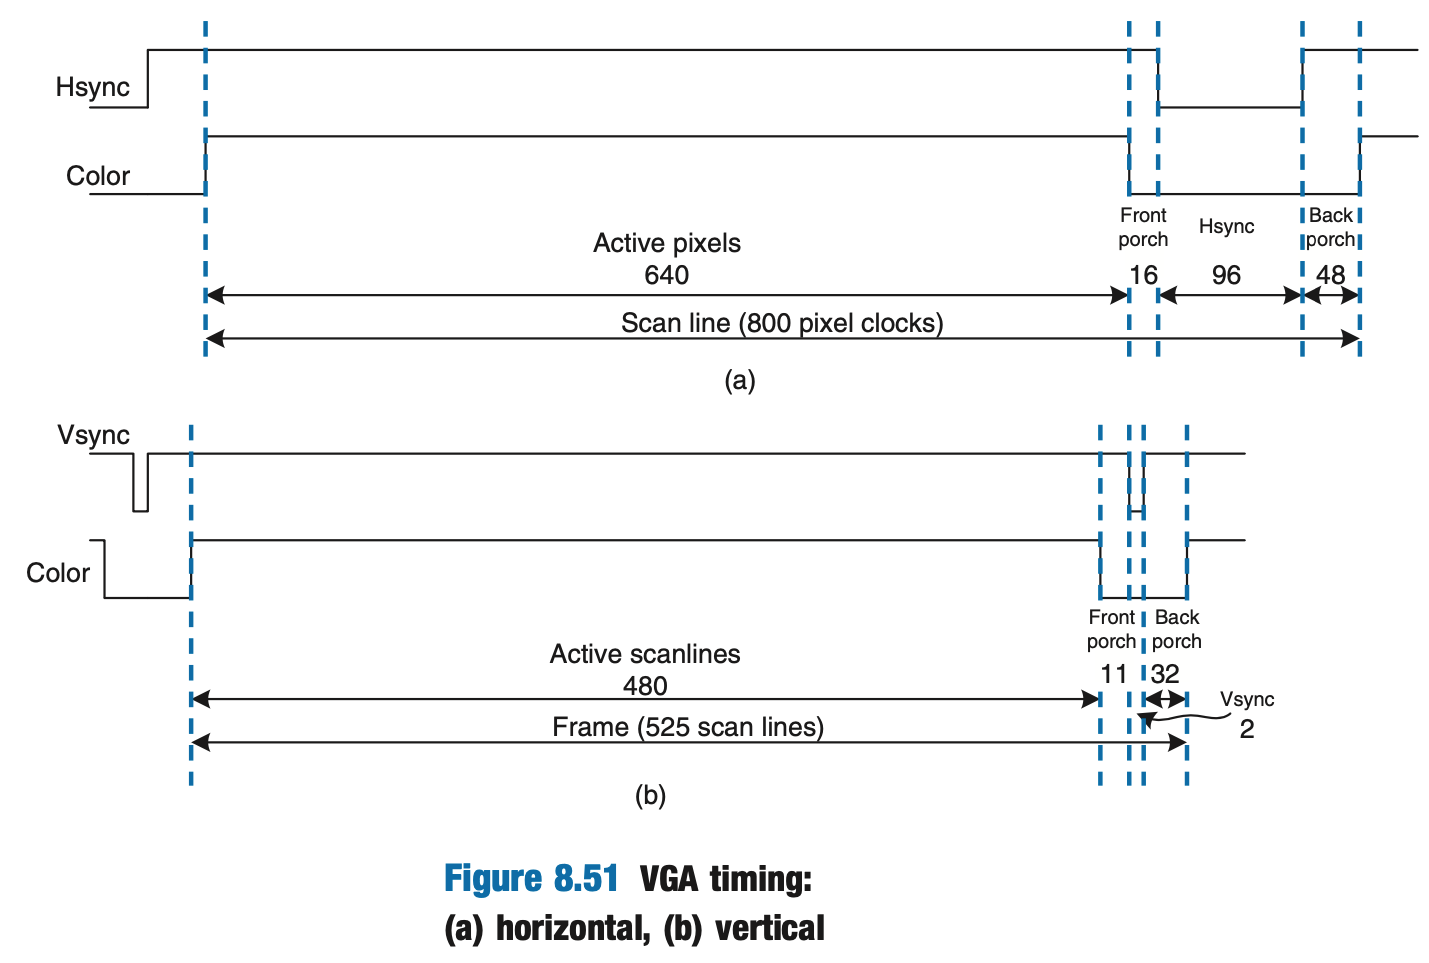 Hsync
Color
Front
porch
Hsync
Back
porch
Active pixels
640
16
96
48
Scan line (800 pixel clocks)
(a)
Vsync
Color
Front
porch
Back
porch
Active scanlines
480
11
32
Vsync
2
Frame (525 scan lines)
(b)
Figure 8.51 VGA timing:
(a) horizontal, (b) vertical